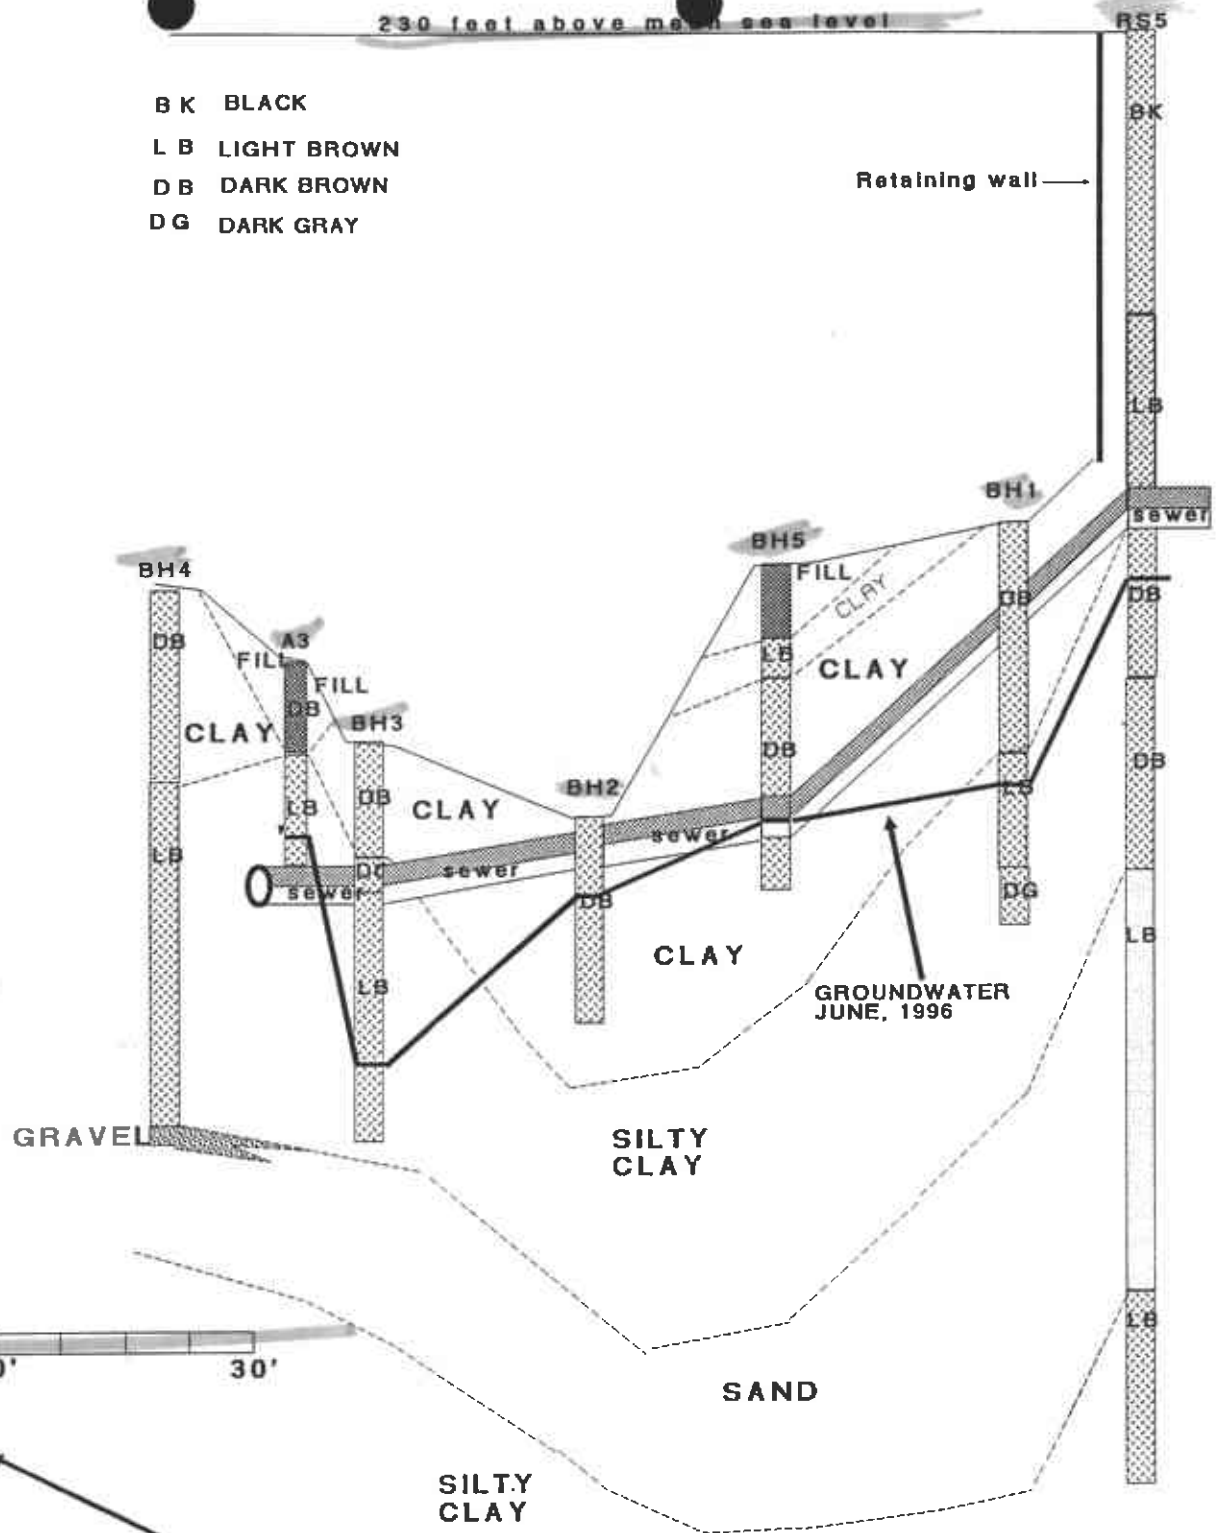 230 feet above mean sea level
RS5
BK BLACK
LB LIGHT BROWN
DB DARK BROWN
DG DARK GRAY
BK
Retaining wall
LB
BH1
sewer
BH5
BH4
FILL
CLAY
DB
DB
DB
A3
FILL
LB
CLAY
FILL
DB
BH3
CLAY
DB
DB
BH2
LB
DB
CLAY
LB
sewer
LB
DG
sewer
sewer
DG
DB
LB
CLAY
LB
GROUNDWATER
JUNE, 1996
GRAVEL
SILTY
CLAY
LB
30'
SAND
SILTY
CLAY